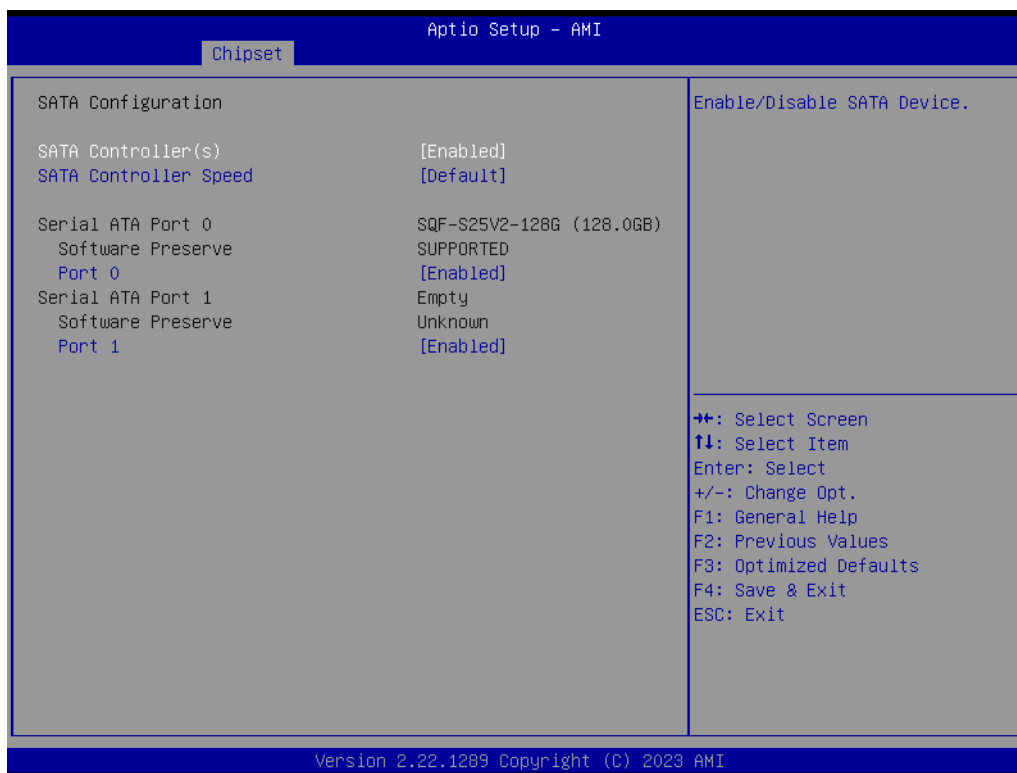 Aptio Setup – AMI
Chipset
SATA Configuration
SATA Controller(s) [Enabled]
SATA Controller Speed [Default]
Serial ATA Port 0 SQF-S25V2-128G (128.0GB)
Software Preserve SUPPORTED
Port 0 [Enabled]
Serial ATA Port 1 Empty
Software Preserve Unknown
Port 1 [Enabled]
Enable/Disable SATA Device.
→←: Select Screen
↑↓: Select Item
Enter: Select
+/-: Change Opt.
F1: General Help
F2: Previous Values
F3: Optimized Defaults
F4: Save & Exit
ESC: Exit
Version 2.22.1289 Copyright (C) 2023 AMI